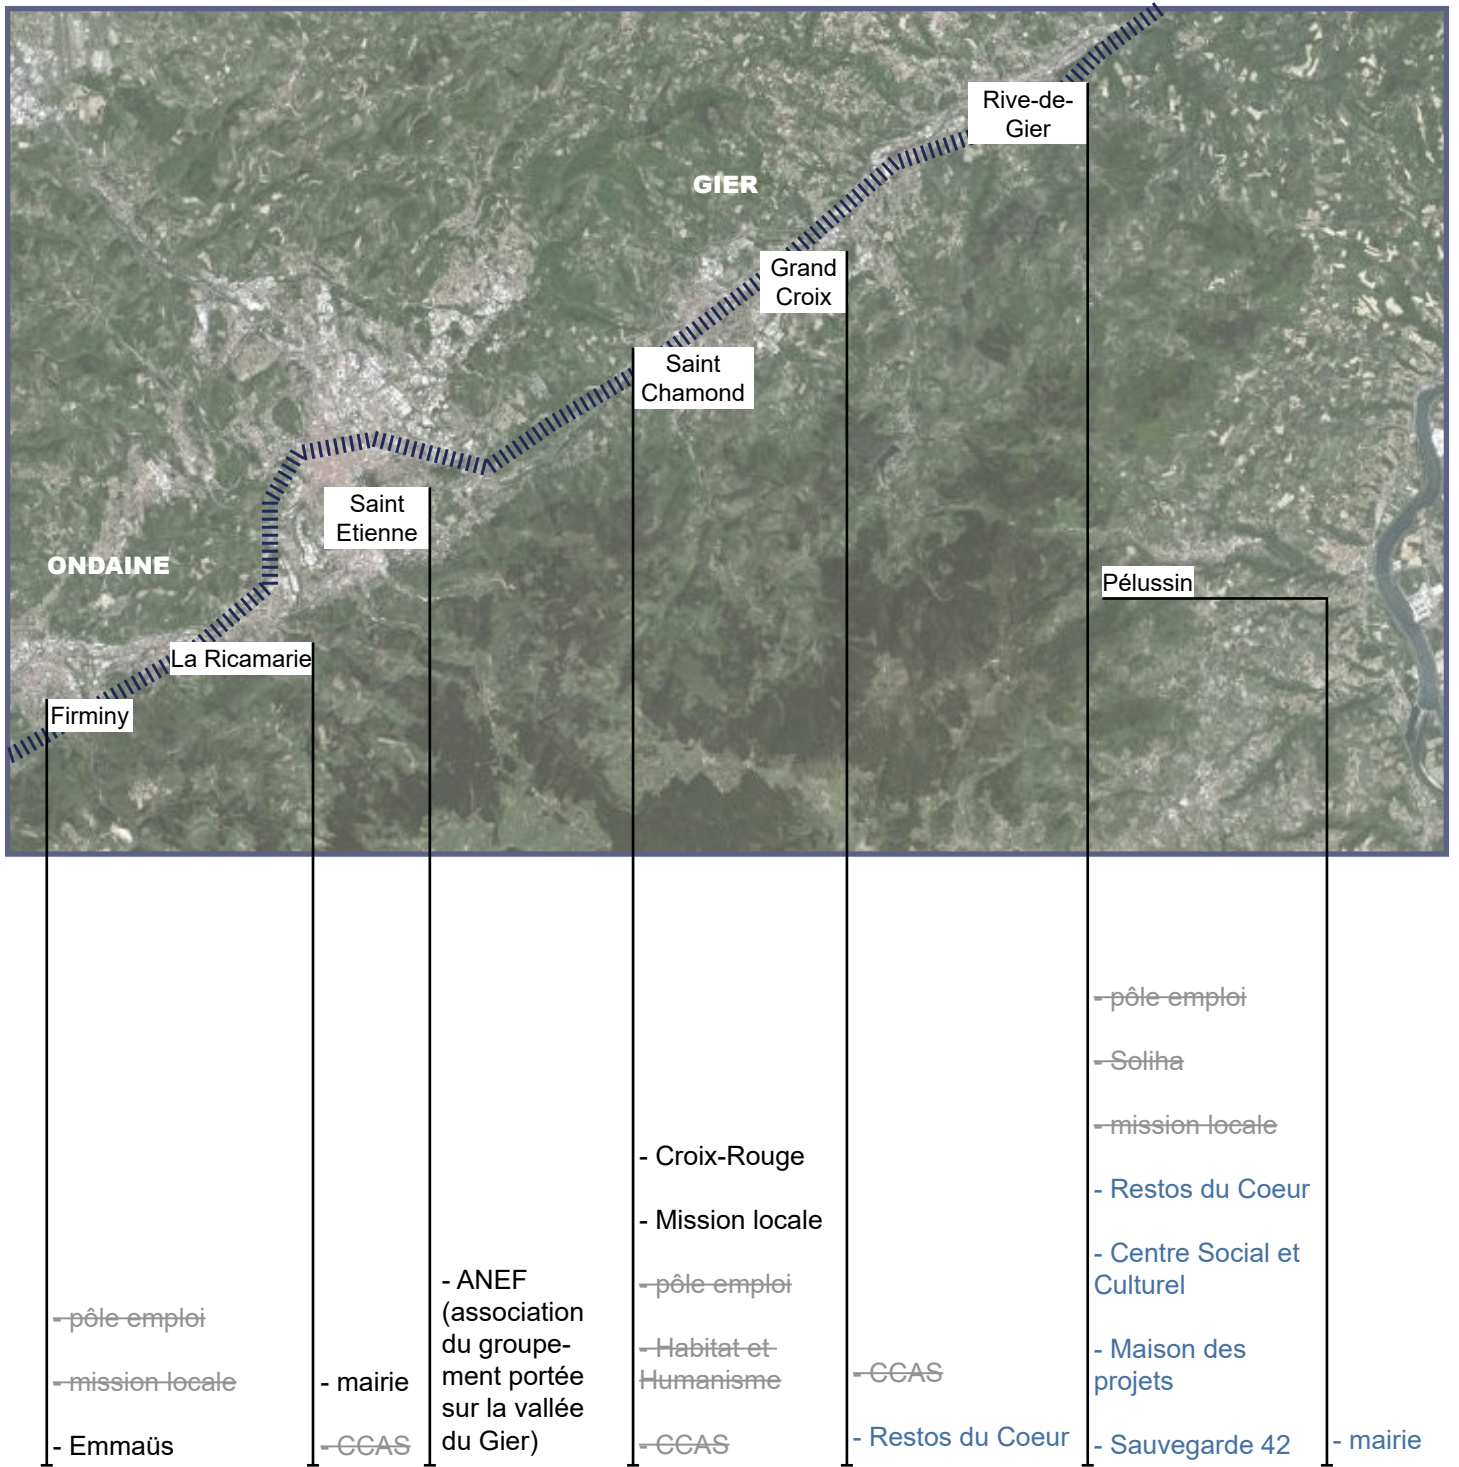 Rive-de-
Gier
GIER
Grand
Croix
Saint
Chamond
Saint
Etienne
ONDAINE
Pélussin
La Ricamarie
Firminy
- pôle emploi
- mission locale
- Emmaüs
- mairie
- CCAS
- ANEF
(association
du groupe-
ment portée
sur la vallée
du Gier)
- Croix-Rouge
- Mission locale
- pôle emploi
- Habitat et
Humanisme
- CCAS
- CCAS
- Restos du Coeur
- pôle emploi
- Soliha
- mission locale
- Restos du Coeur
- Centre Social et
Culturel
- Maison des
projets
- Sauvegarde 42
- mairie